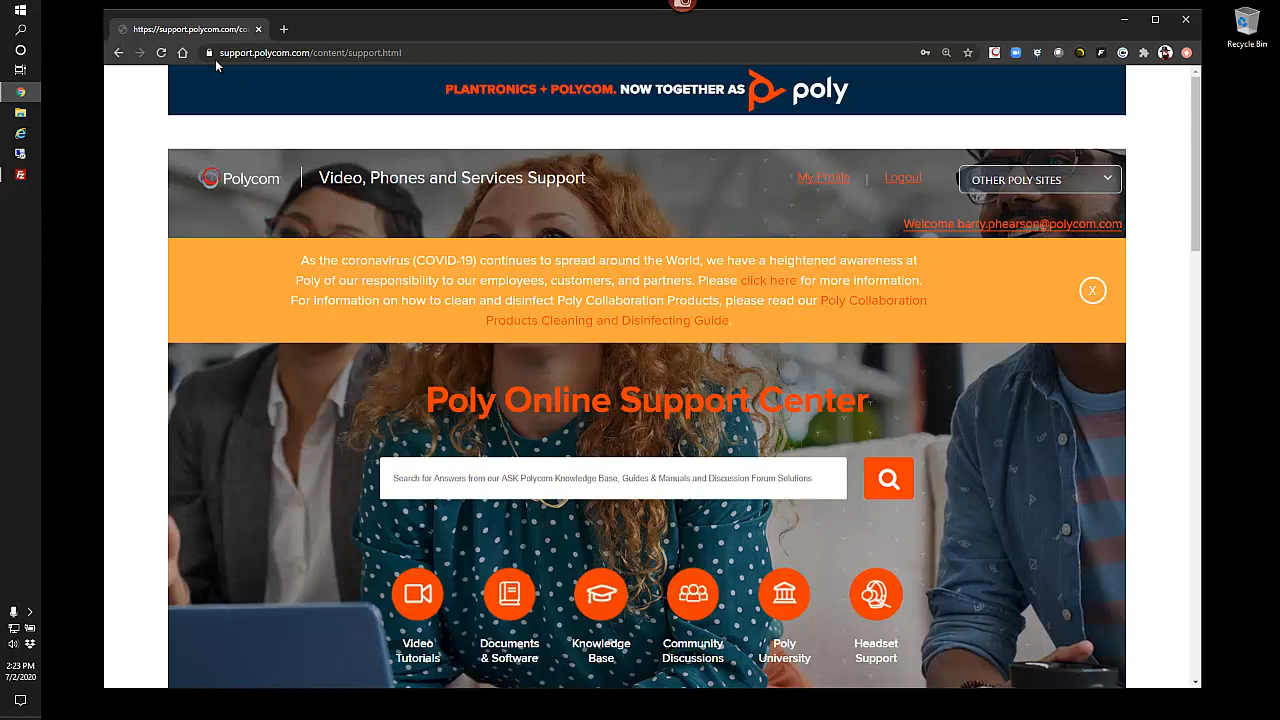 Recycle Bin
https://support.polycom.com/co
support.polycom.com/content/support.html
PLANTRONICS + POLYCOM. NOW TOGETHER AS poly
Polycom
Video, Phones and Services Support
My Profile | Logout
OTHER POLY SITES
Welcome barry.phearson@polycom.com
As the coronavirus (COVID-19) continues to spread around the World, we have a heightened awareness at
Poly of our responsibility to our employees, customers, and partners. Please click here for more information.
For information on how to clean and disinfect Poly Collaboration Products, please read our Poly Collaboration
Products Cleaning and Disinfecting Guide.
X
Poly Online Support Center
Search for Answers from our ASK Polycom Knowledge Base, Guides & Manuals and Discussion Forum Solutions
Video
Tutorials
Documents
& Software
Knowledge
Base
Community
Discussions
Poly
University
Headset
Support
2:23 PM
7/2/2020